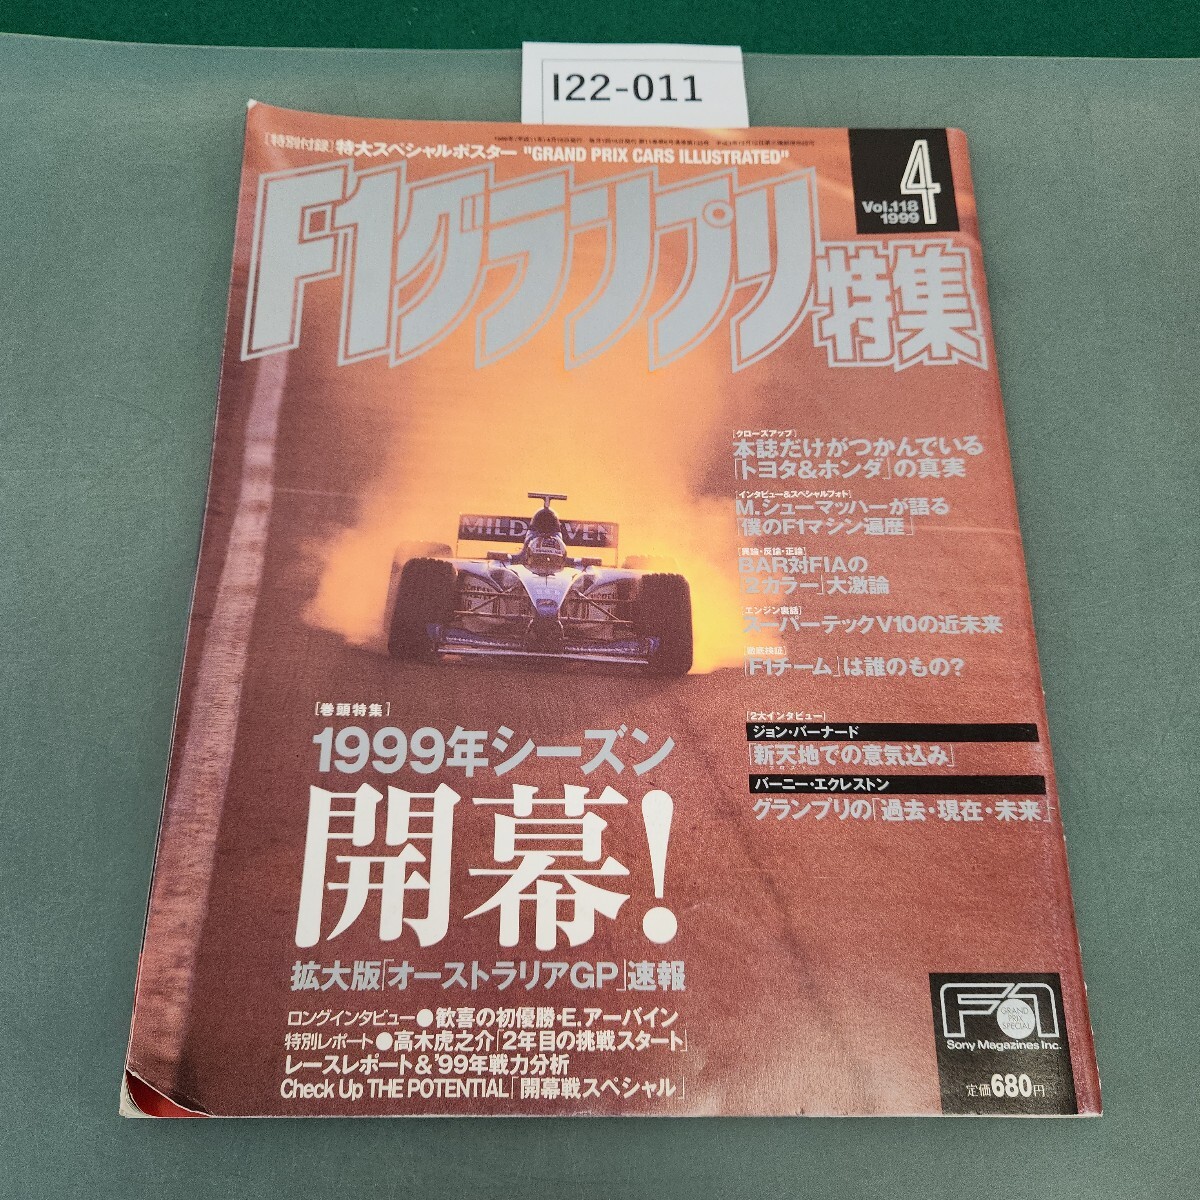 I22-011
[特別付録]特大スペシャルポスター "GRAND PRIX CARS ILLUSTRATED"
4
Vol.118
1999
F1グランプリ特集
MILD SEVEN
[クローズアップ]
本誌だけがつかんでいる
「トヨタ&ホンダ」の真実
[インタビュー&スペシャルフォト]
M.シューマッハーが語る
「僕のF1マシン遍歴」
[異論・反論・正論]
BAR対FIAの
「2カラー」大激論
[エンジン裏話]
スーパーテックV10の近未来
[徹底検証]
「F1チーム」は誰のもの?
[2大インタビュー]
ジョン・バーナード
「新天地での意気込み」
バーニー・エクレストン
グランプリの「過去・現在・未来」
[巻頭特集]
1999年シーズン
開幕!
拡大版「オーストラリアGP」速報
ロングインタビュー●歓喜の初優勝・E.アーバイン
特別レポート●高木虎之介「2年目の挑戦スタート」
レースレポート&'99年戦力分析
Check Up THE POTENTIAL「開幕戦スペシャル」
F1
GRAND
PRIX
SPECIAL
Sony Magazines Inc.
定価680円